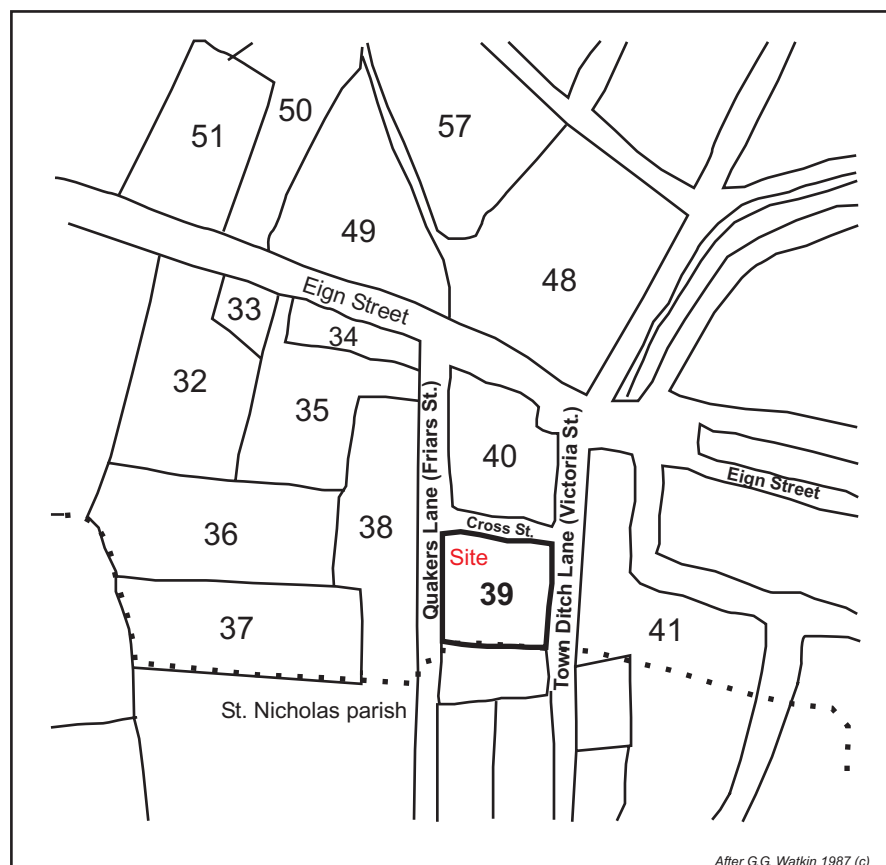 50
51
57
49
48
Eign Street
33
34
32
35
Quakers Lane (Friars St.)
40
Town Ditch Lane (Victoria St.)
Eign Street
36
38
Cross St.
Site
39
37
41
St. Nicholas parish
After G.G. Watkin 1987 (c)